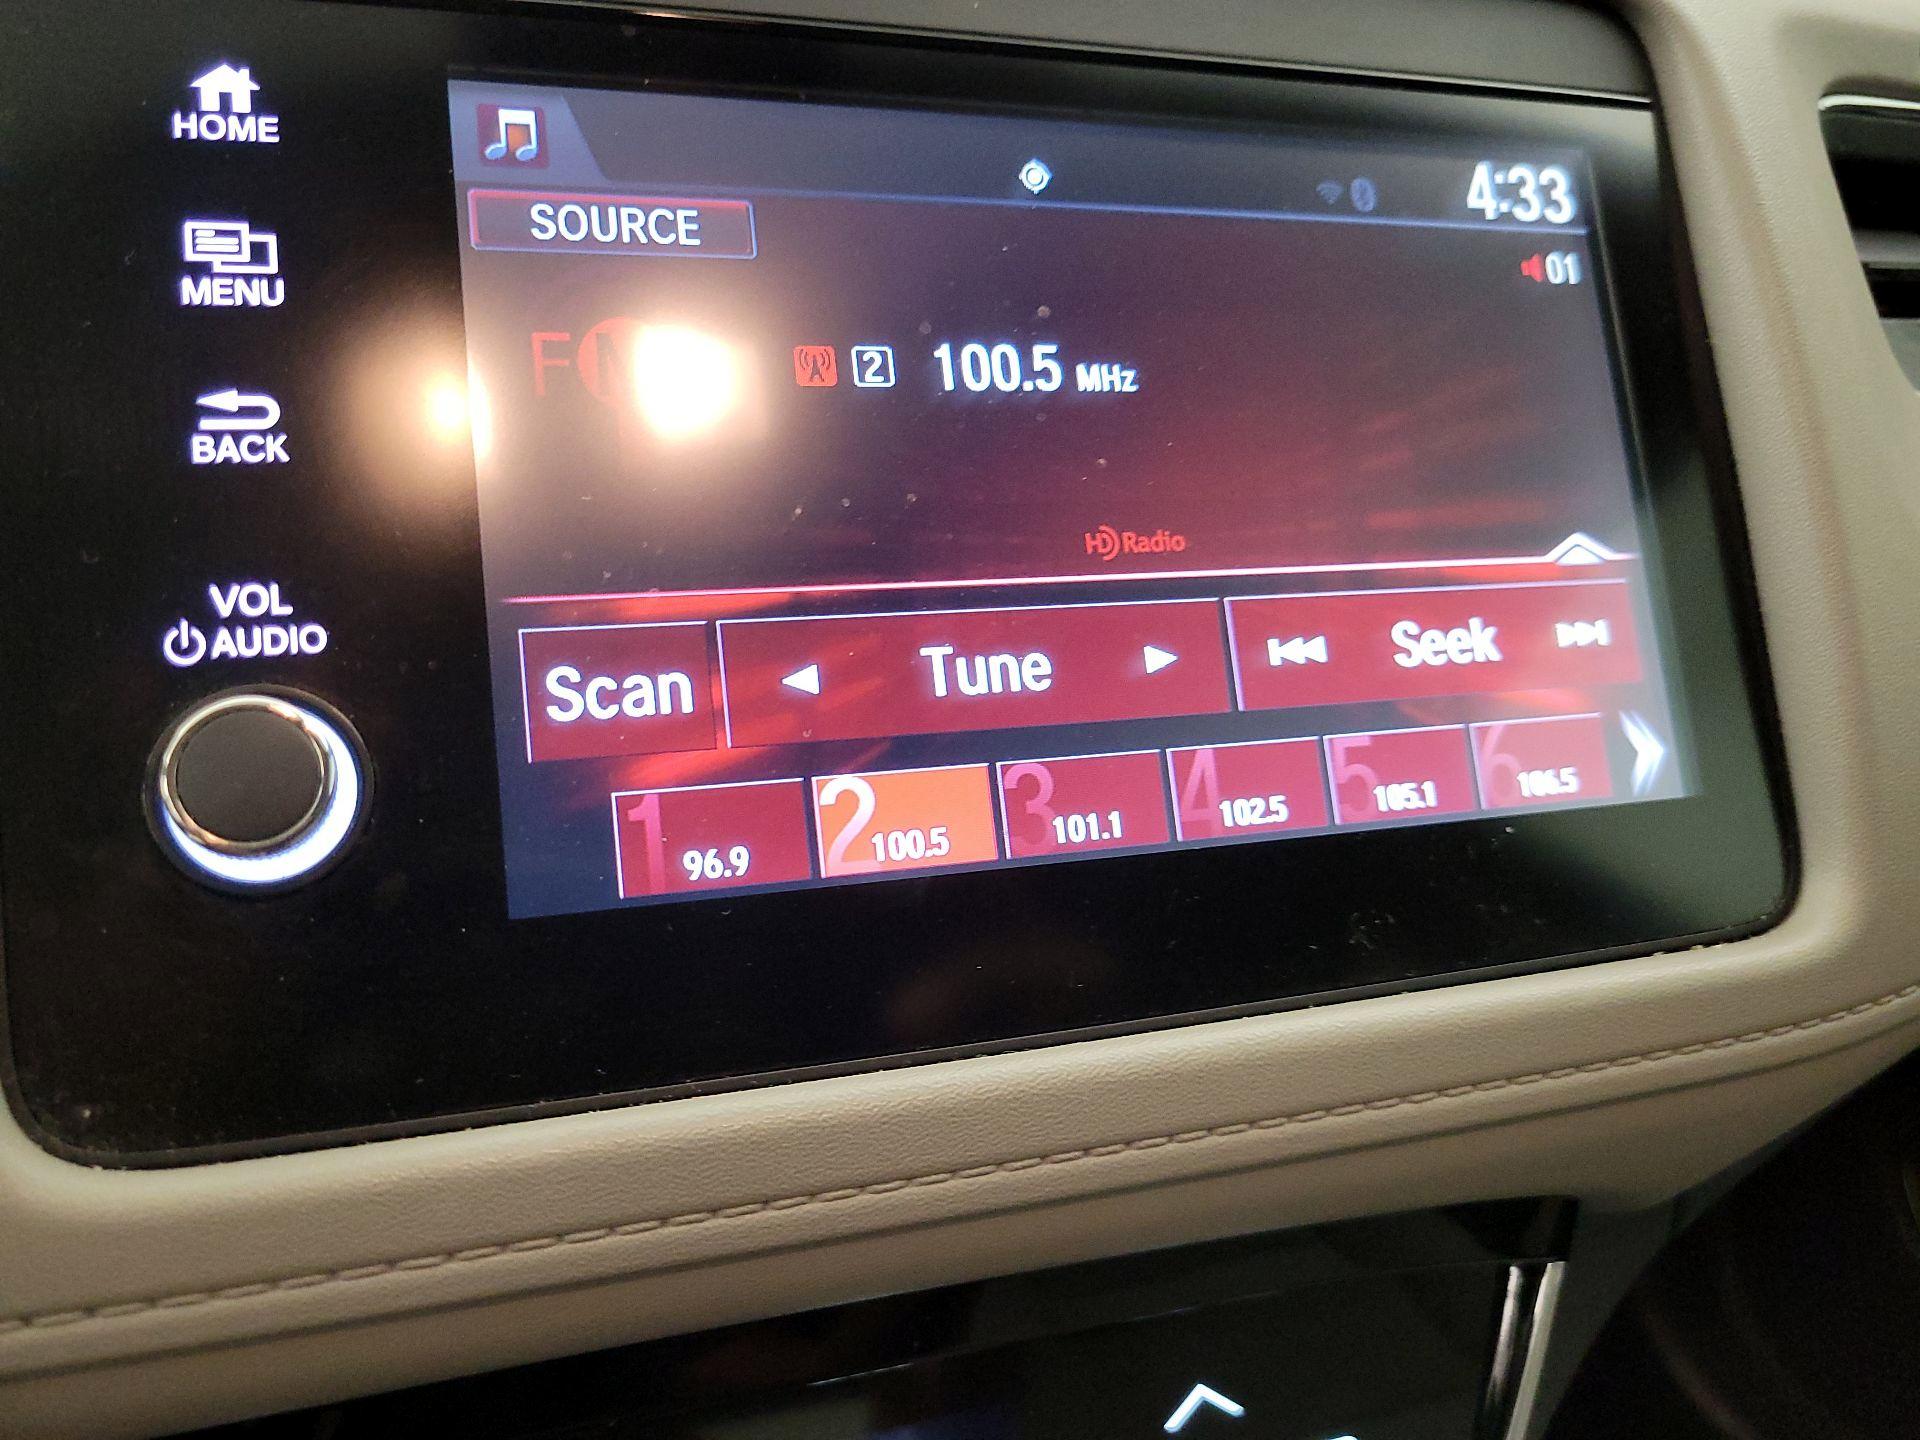 HOME
4:33
SOURCE
MENU
01
FM
2 100.5 MHz
BACK
HD Radio
VOL
AUDIO
Scan Tune Seek
1 96.9
2 100.5
3 101.1
4 102.5
5 105.1
6 106.5